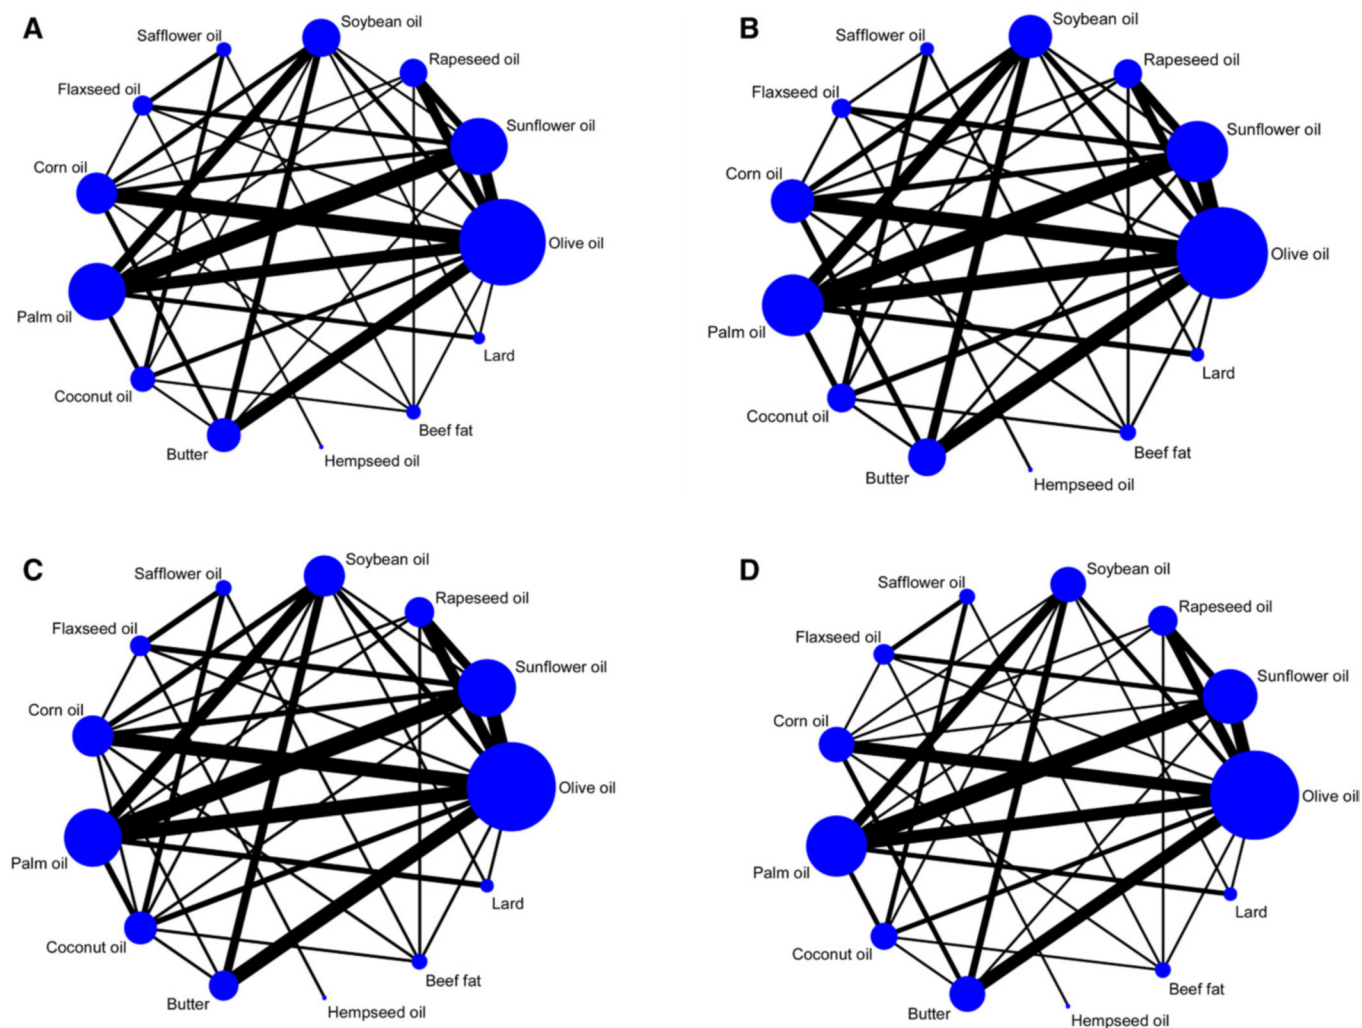 A
Soybean oil
Safflower oil
Rapeseed oil
Flaxseed oil
Sunflower oil
Corn oil
Olive oil
Palm oil
Lard
Coconut oil
Beef fat
Butter
Hempseed oil
B
Soybean oil
Safflower oil
Rapeseed oil
Flaxseed oil
Sunflower oil
Corn oil
Olive oil
Palm oil
Lard
Coconut oil
Beef fat
Butter
Hempseed oil
C
Soybean oil
Safflower oil
Rapeseed oil
Flaxseed oil
Sunflower oil
Corn oil
Olive oil
Palm oil
Lard
Coconut oil
Beef fat
Butter
Hempseed oil
D
Soybean oil
Safflower oil
Rapeseed oil
Flaxseed oil
Sunflower oil
Corn oil
Olive oil
Palm oil
Lard
Coconut oil
Beef fat
Butter
Hempseed oil